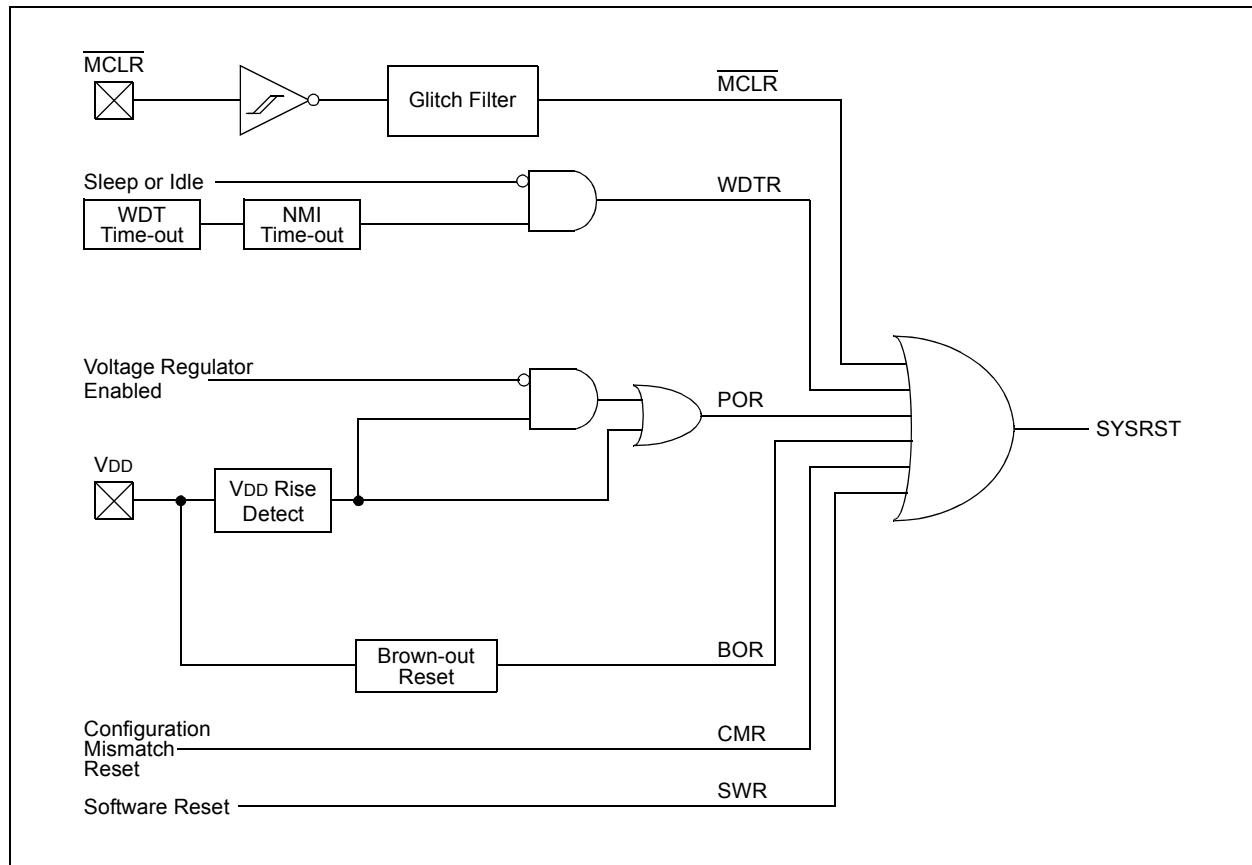 MCLR
Glitch Filter
MCLR
Sleep or Idle
WDTR
WDT
Time-out
NMI
Time-out
Voltage Regulator
Enabled
POR
SYSRST
VDD
VDD Rise
Detect
Brown-out
Reset
BOR
Configuration
Mismatch
Reset
CMR
Software Reset
SWR